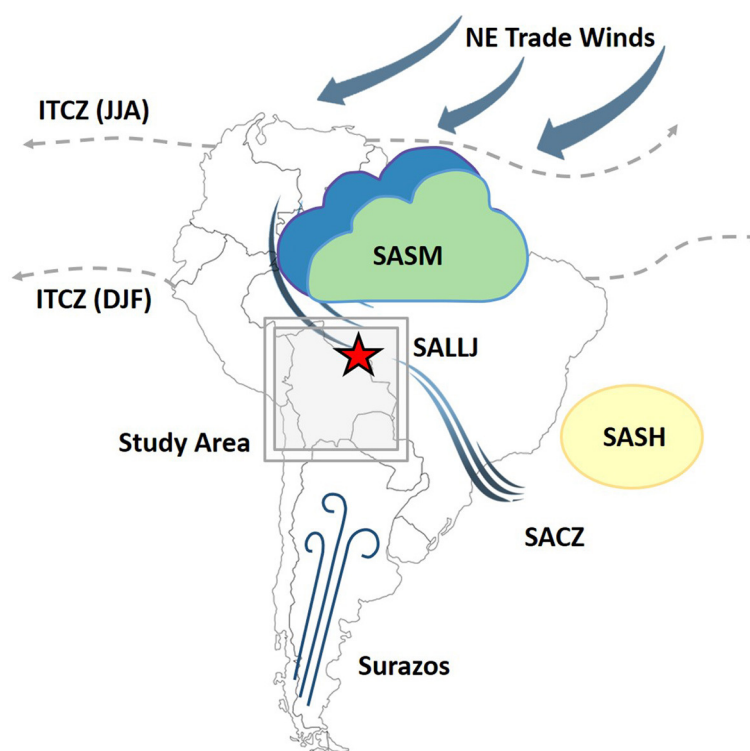 NE Trade Winds
ITCZ (JJA)
SASM
ITCZ (DJF)
SALLJ
Study Area
SASH
SACZ
Surazos